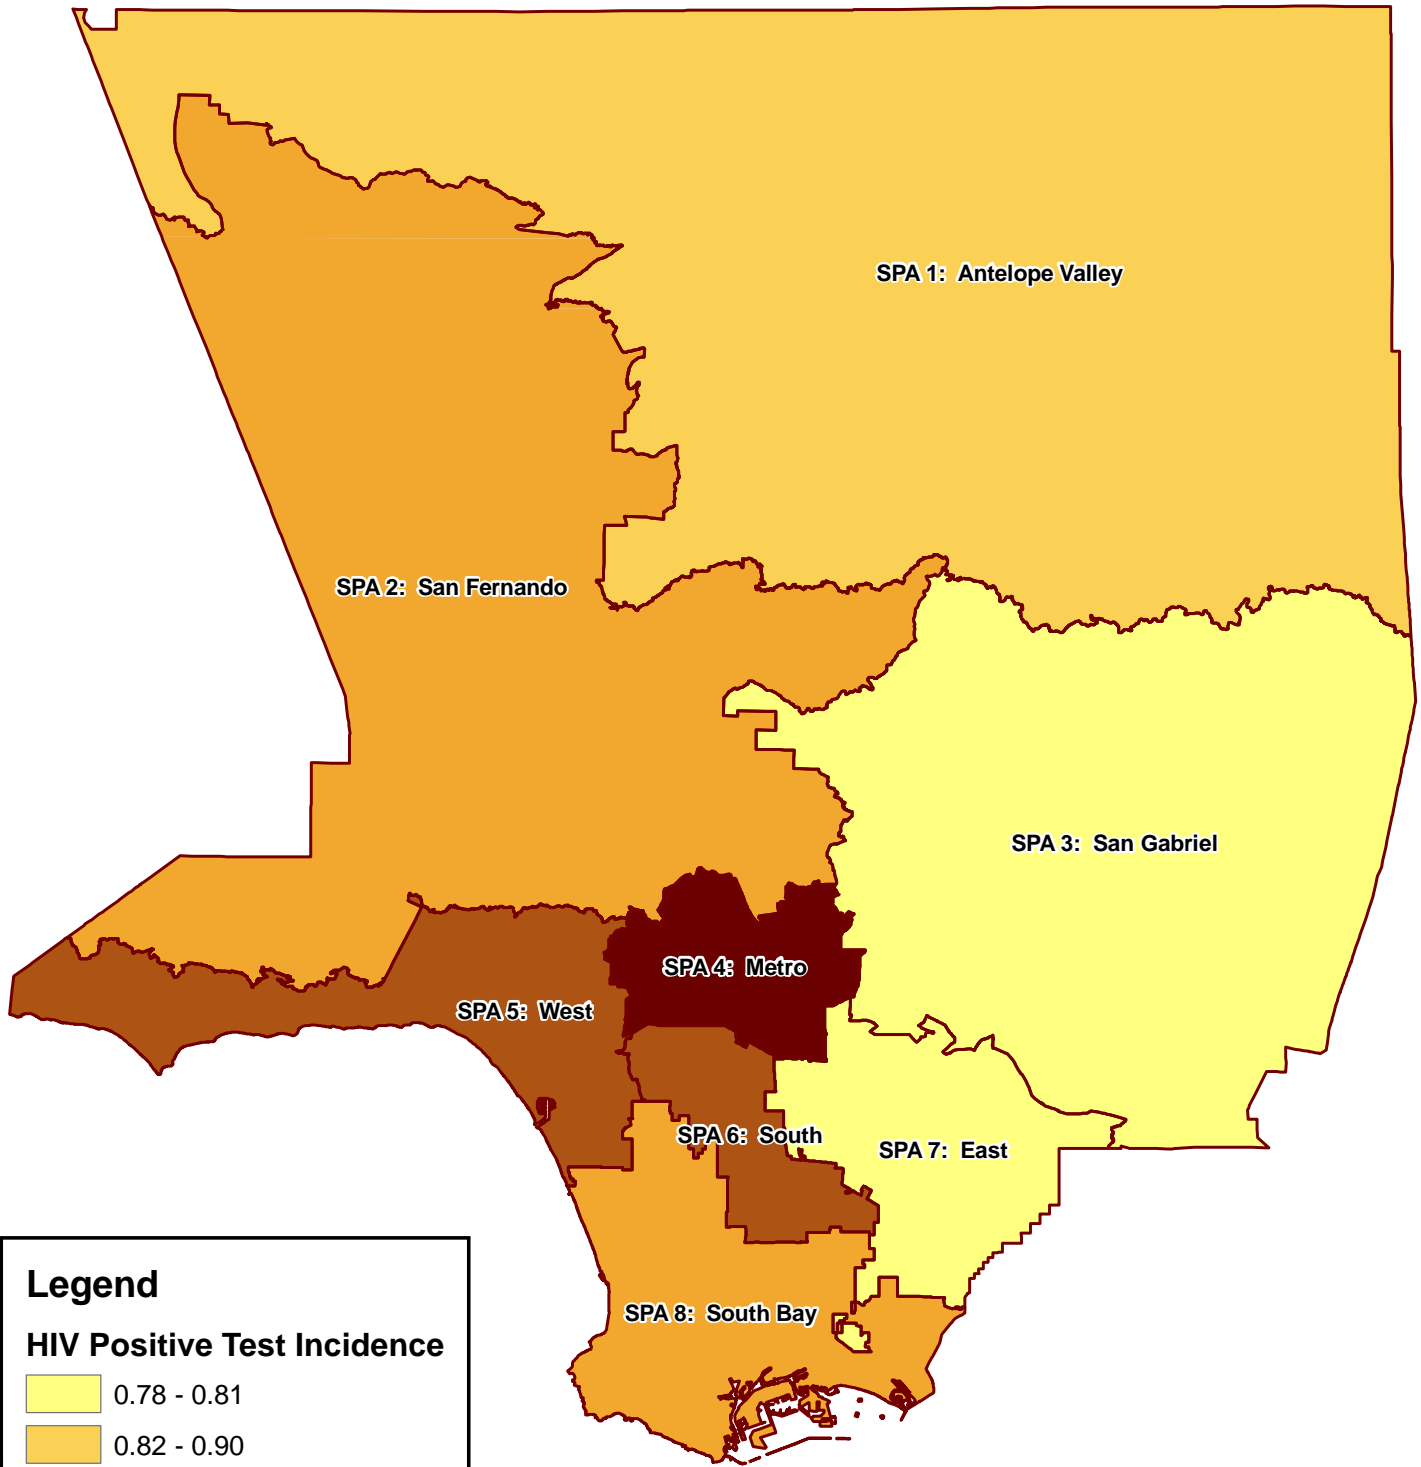 SPA 1: Antelope Valley
SPA 2: San Fernando
SPA 3: San Gabriel
SPA 4: Metro
SPA 5: West
SPA 6: South
SPA 7: East
SPA 8: South Bay
Legend
HIV Positive Test Incidence
0.78 - 0.81
0.82 - 0.90